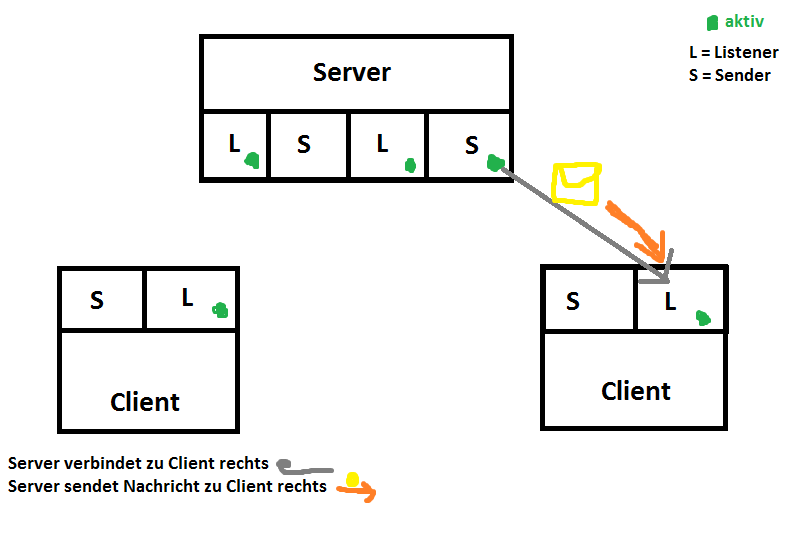 aktiv
L = Listener
S = Sender
Server
L S L S
S L
Client
S L
Client
Server verbindet zu Client rechts
Server sendet Nachricht zu Client rechts